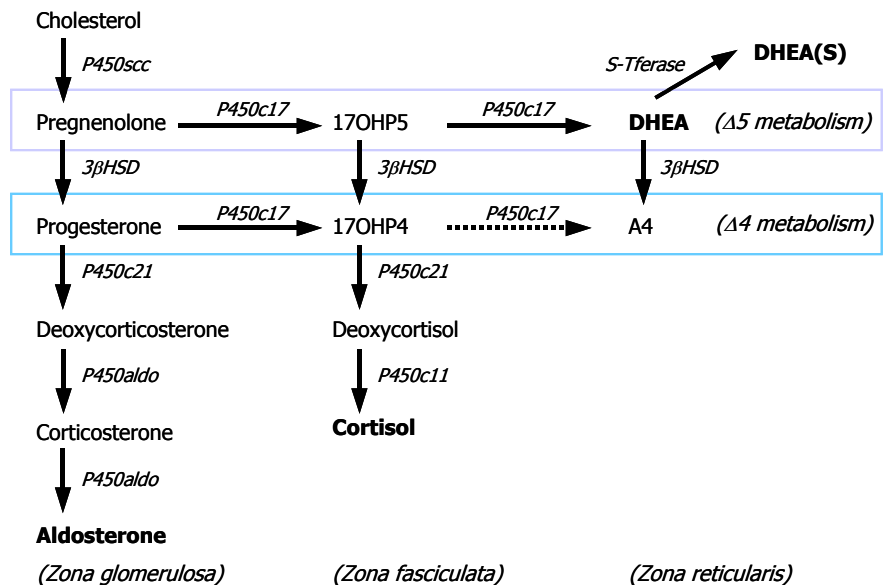 Cholesterol
DHEA(S)
P450scc
S-Tferase
P450c17
P450c17
Pregnenolone
17OHP5
DHEA
(Δ5 metabolism)
3βHSD
3βHSD
3βHSD
P450c17
P450c17
Progesterone
17OHP4
A4
(Δ4 metabolism)
P450c21
P450c21
Deoxycorticosterone
Deoxycortisol
P450aldo
P450c11
Corticosterone
Cortisol
P450aldo
Aldosterone
(Zona glomerulosa)
(Zona fasciculata)
(Zona reticularis)